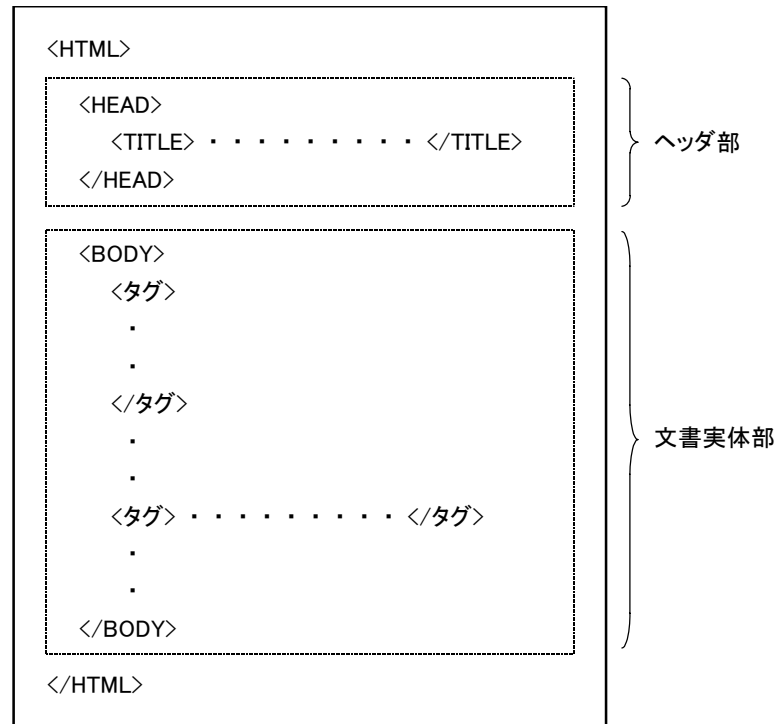 <HTML>
<HEAD>
<TITLE> ・ ・ ・ ・ ・ ・ ・ ・ ・ </TITLE>
</HEAD>
ヘッダ部
<BODY>
<タグ>
・
・
</タグ>
・
・
文書実体部
<タグ> ・ ・ ・ ・ ・ ・ ・ ・ ・ </タグ>
・
・
</BODY>
</HTML>